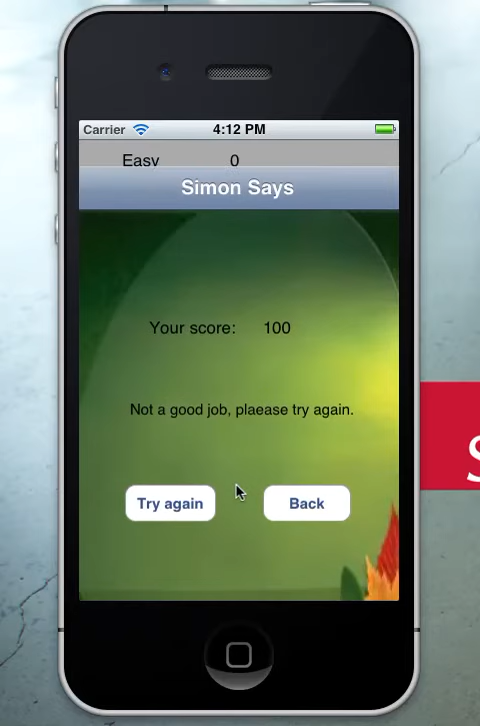 Carrier 4:12 PM
Easy 0
Simon Says
Your score: 100
Not a good job, plaease try again.
Try again Back
S